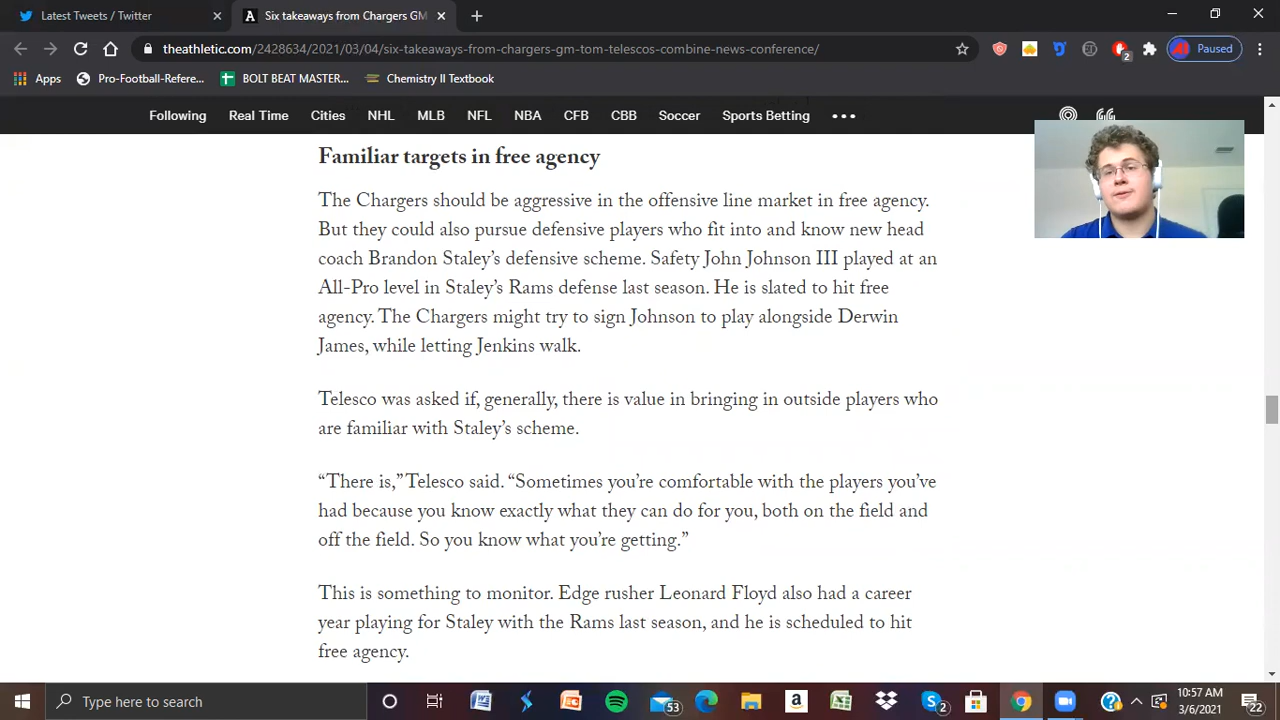 Latest Tweets / Twitter
Six takeaways from Chargers GM
theathletic.com/2428634/2021/03/04/six-takeaways-from-chargers-gm-tom-telescos-combine-news-conference/
Paused
2
Apps
Pro-Football-Refere...
BOLT BEAT MASTER...
Chemistry II Textbook
Following
Real Time
Cities
NHL
MLB
NFL
NBA
CFB
CBB
Soccer
Sports Betting
Familiar targets in free agency
The Chargers should be aggressive in the offensive line market in free agency.
But they could also pursue defensive players who fit into and know new head
coach Brandon Staley’s defensive scheme. Safety John Johnson III played at an
All-Pro level in Staley’s Rams defense last season. He is slated to hit free
agency. The Chargers might try to sign Johnson to play alongside Derwin
James, while letting Jenkins walk.
Telesco was asked if, generally, there is value in bringing in outside players who
are familiar with Staley’s scheme.
“There is,” Telesco said. “Sometimes you’re comfortable with the players you’ve
had because you know exactly what they can do for you, both on the field and
off the field. So you know what you’re getting.”
This is something to monitor. Edge rusher Leonard Floyd also had a career
year playing for Staley with the Rams last season, and he is scheduled to hit
free agency.
Type here to search
53
2
10:57 AM
3/6/2021
22